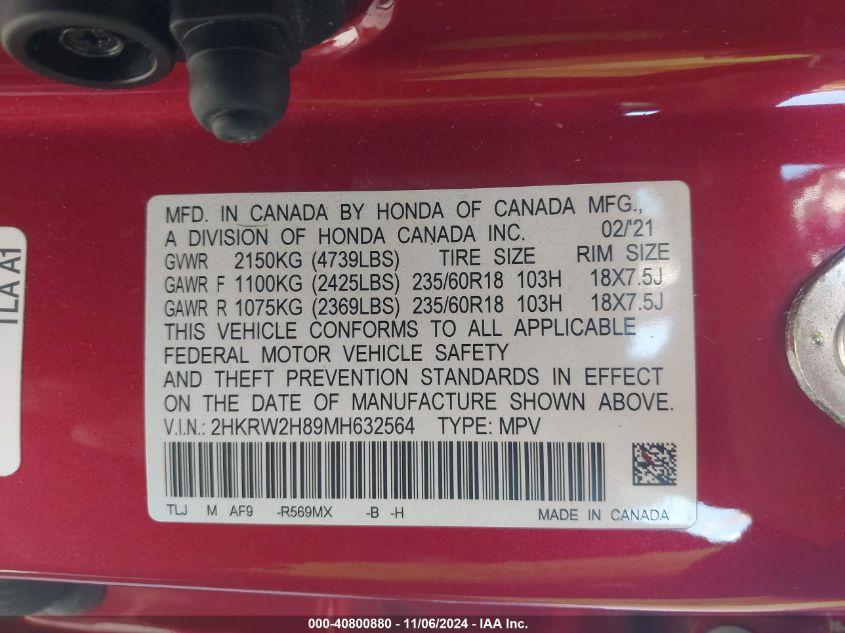 MFD. IN CANADA BY HONDA OF CANADA MFG.,
A DIVISION OF HONDA CANADA INC. 02/'21
GVWR 2150KG (4739LBS) TIRE SIZE RIM SIZE
GAWR F 1100KG (2425LBS) 235/60R18 103H 18X7.5J
GAWR R 1075KG (2369LBS) 235/60R18 103H 18X7.5J
THIS VEHICLE CONFORMS TO ALL APPLICABLE
FEDERAL MOTOR VEHICLE SAFETY
AND THEFT PREVENTION STANDARDS IN EFFECT
ON THE DATE OF MANUFACTURE SHOWN ABOVE.
V.I.N.: 2HKRW2H89MH632564 TYPE: MPV
TLJ M AF9 -R569MX -B -H MADE IN CANADA
TLA A1
000-40800880 - 11/06/2024 - IAA Inc.